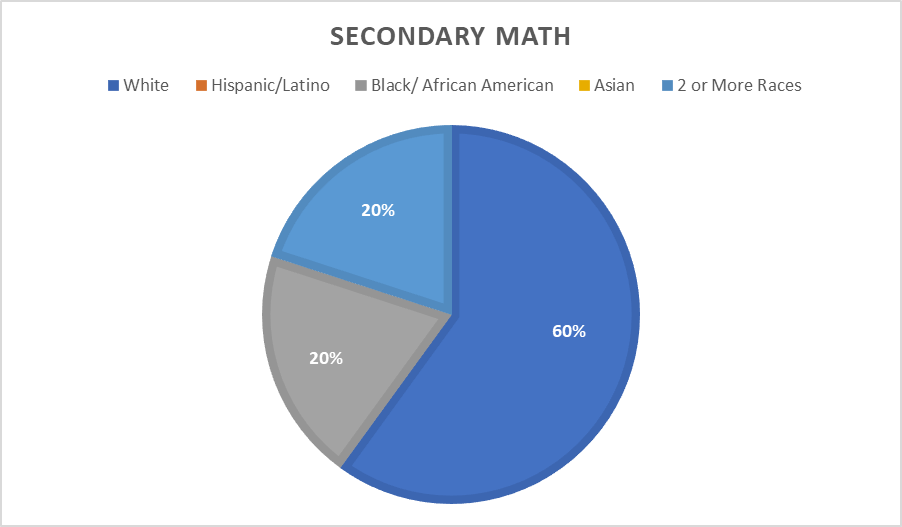 SECONDARY MATH
White Hispanic/Latino Black/ African American Asian 2 or More Races
20%
60%
20%